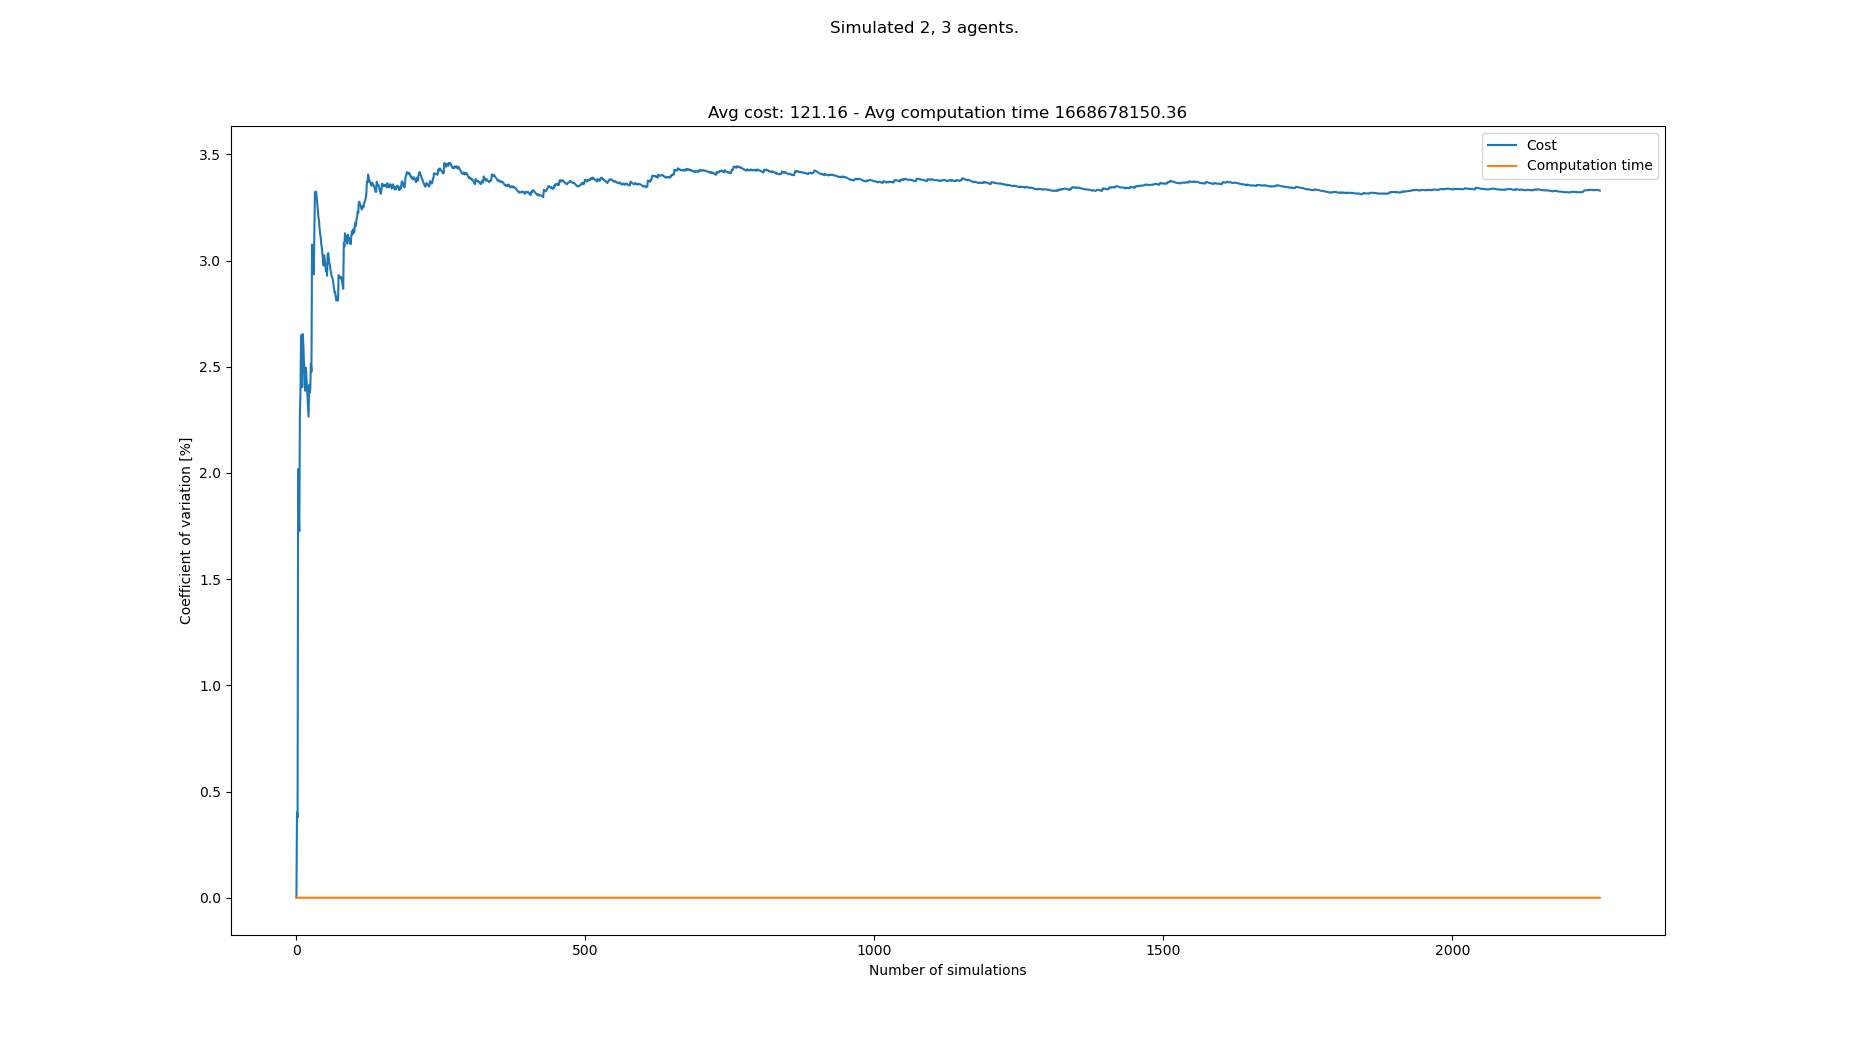 Simulated 2, 3 agents.
Avg cost: 121.16 - Avg computation time 1668678150.36
Cost
Computation time
3.5
3.0
2.5
2.0
1.5
1.0
0.5
0.0
Coefficient of variation [%]
0
500
1000
1500
2000
Number of simulations